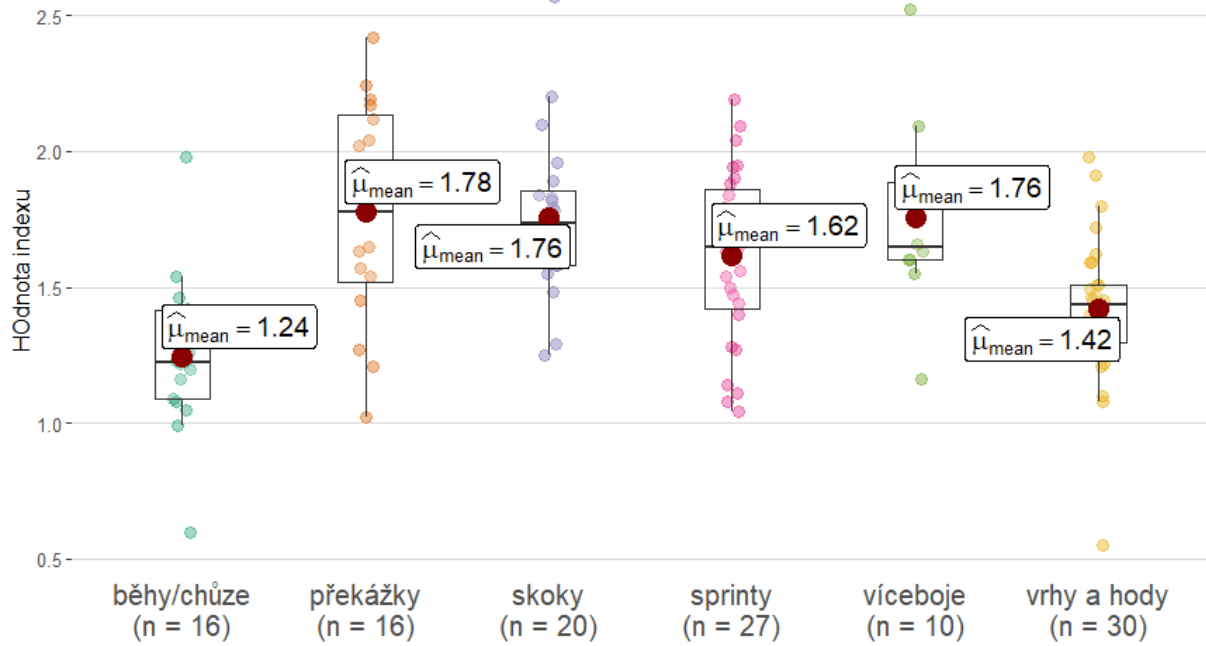 HOdnota indexu
2.5
2.0
1.5
1.0
0.5
μ̂mean = 1.24
μ̂mean = 1.78
μ̂mean = 1.76
μ̂mean = 1.62
μ̂mean = 1.76
μ̂mean = 1.42
běhy/chůze
(n = 16)
překážky
(n = 16)
skoky
(n = 20)
sprinty
(n = 27)
víceboje
(n = 10)
vrhy a hody
(n = 30)